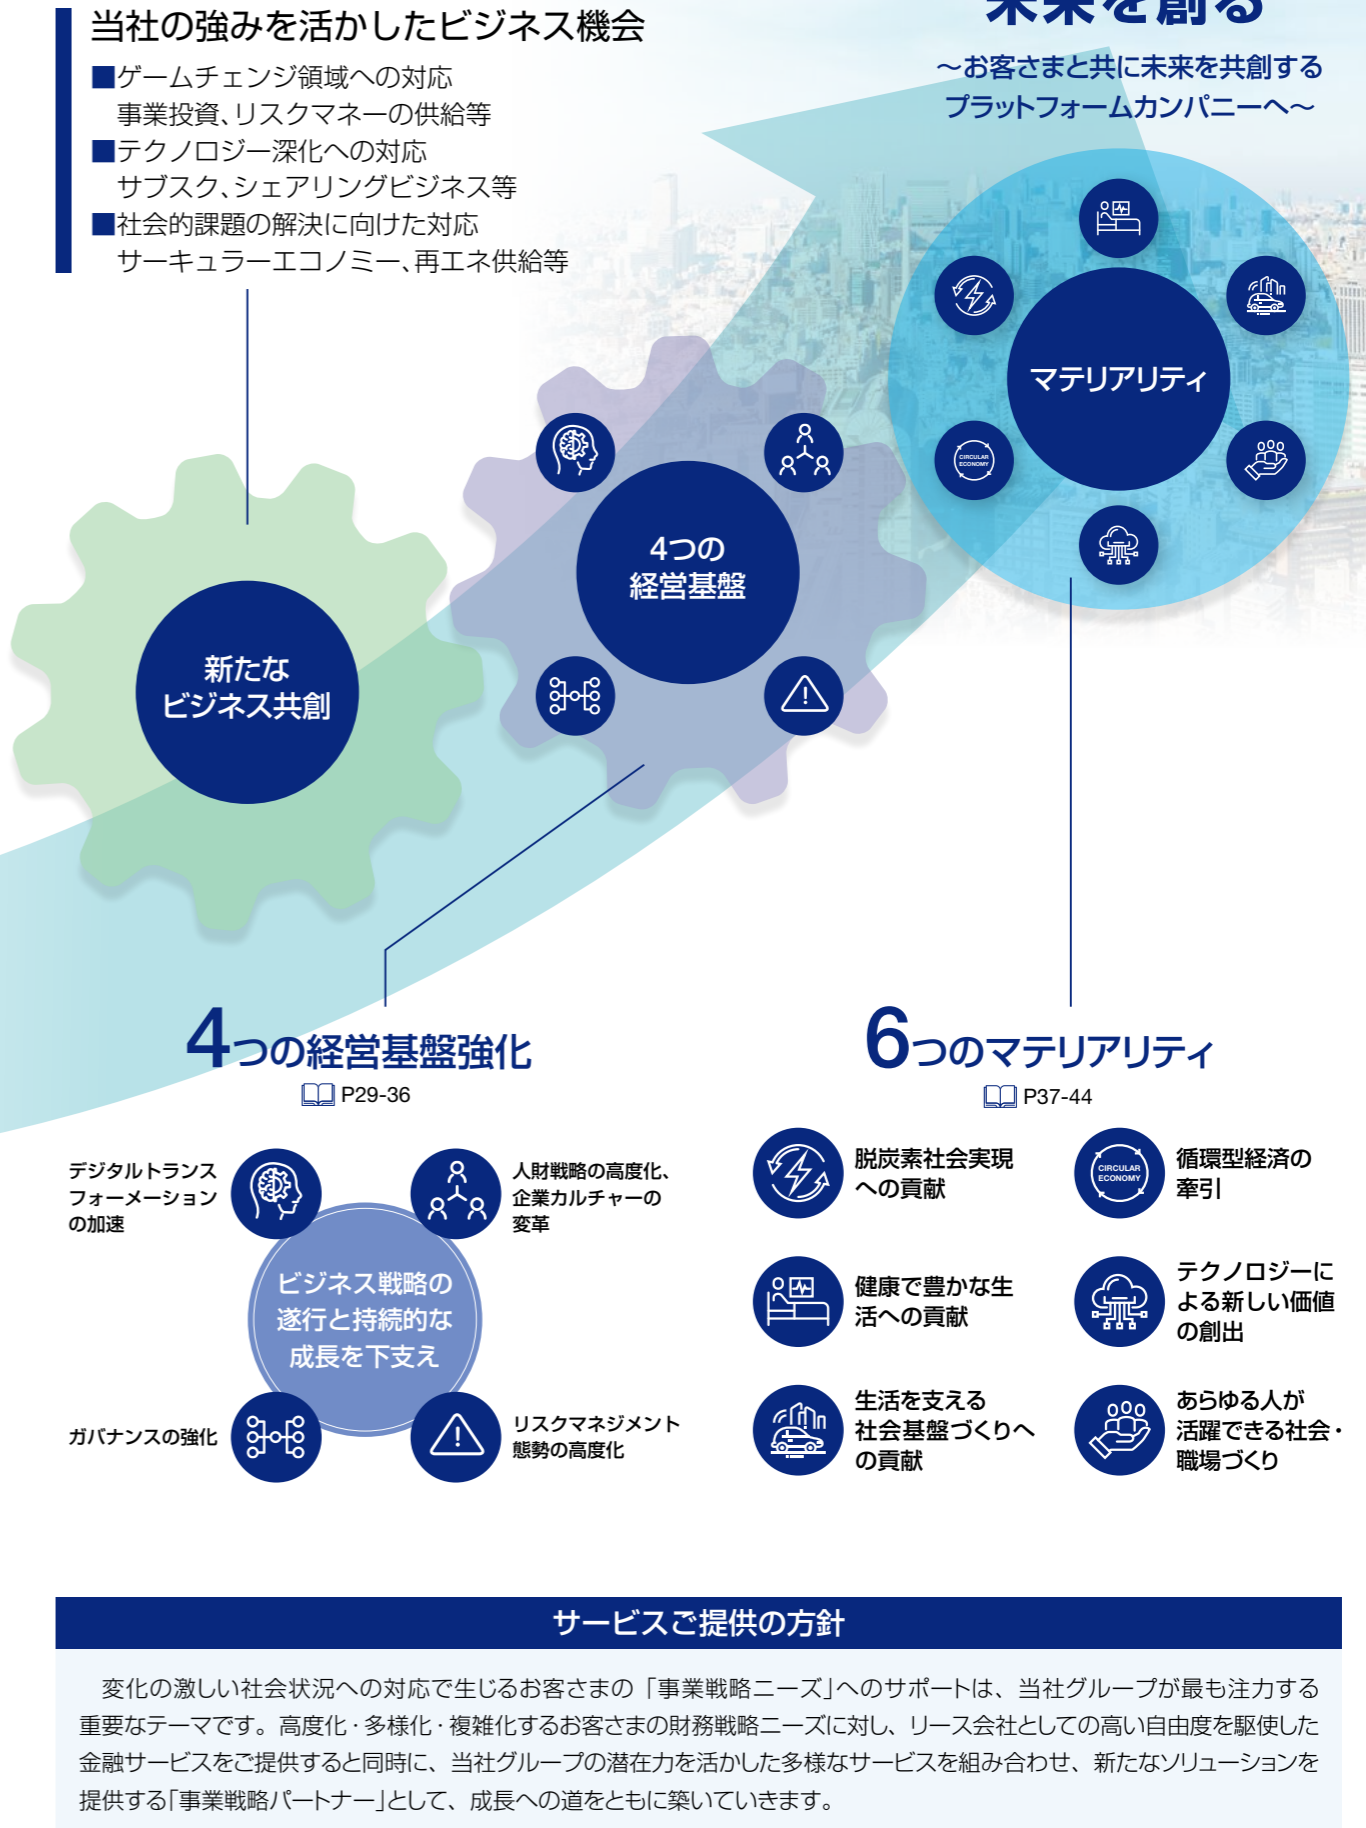 当社の強みを活かしたビジネス機会
■ゲームチェンジ領域への対応
事業投資、リスクマネーの供給等
■テクノロジー深化への対応
サブスク、シェアリングビジネス等
■社会的課題の解決に向けた対応
サーキュラーエコノミー、再エネ供給等
未来を創る
～お客さまと共に未来を共創する
プラットフォームカンパニーへ～
マテリアリティ
CIRCULAR
ECONOMY
4つの
経営基盤
新たな
ビジネス共創
4つの経営基盤強化
P29-36
デジタルトランス
フォーメーション
の加速
人財戦略の高度化、
企業カルチャーの
変革
ビジネス戦略の
遂行と持続的な
成長を下支え
ガバナンスの強化
リスクマネジメント
態勢の高度化
6つのマテリアリティ
P37-44
脱炭素社会実現
への貢献
CIRCULAR
ECONOMY
循環型経済の
牽引
健康で豊かな生
活への貢献
テクノロジーに
よる新しい価値
の創出
生活を支える
社会基盤づくりへ
の貢献
あらゆる人が
活躍できる社会・
職場づくり
サービスご提供の方針
変化の激しい社会状況への対応で生じるお客さまの「事業戦略ニーズ」へのサポートは、当社グループが最も注力する
重要なテーマです。高度化・多様化・複雑化するお客さまの財務戦略ニーズに対し、リース会社としての高い自由度を駆使した
金融サービスをご提供すると同時に、当社グループの潜在力を活かした多様なサービスを組み合わせ、新たなソリューションを
提供する「事業戦略パートナー」として、成長への道をともに築いていきます。